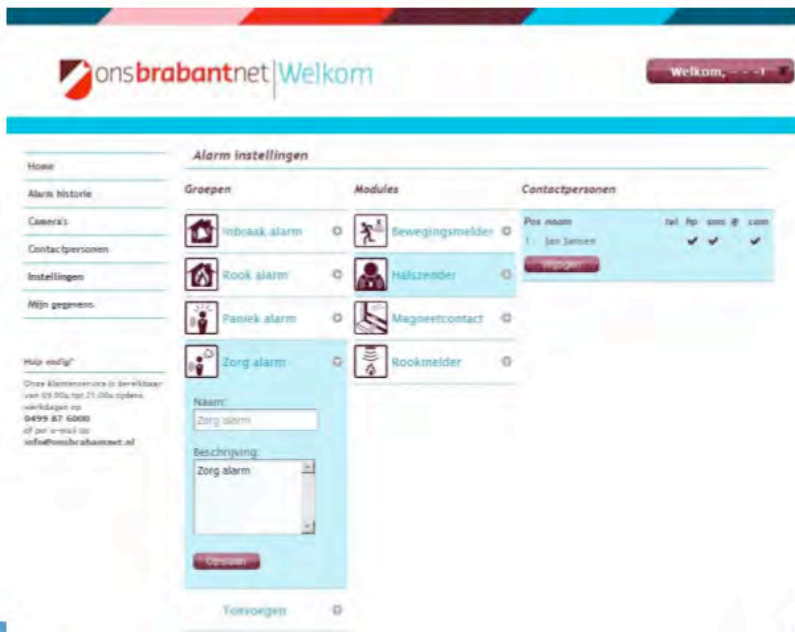 onsbrabantnet|Welkom
Welkom, - - -!
Home
Alarm historie
Camera's
Contactpersonen
Instellingen
Mijn gegevens
Hulp nodig?
Onze klantenservice is bereikbaar
van 09.00u tot 21.00u tijdens
werkdagen op
0499 87 6000
of per e-mail op
info@onsbrabantnet.nl
Alarm instellingen
Groepen
Inbraak alarm
Rook alarm
Paniek alarm
Zorg alarm
Naam:
Zorg alarm
Beschrijving:
Zorg alarm
Opslaan
Toevoegen
Modules
Bewegingsmelder
Halszender
Magneetcontact
Rookmelder
Contactpersonen
Pos naam tel hp sms @ cam
1 Jan Jansen
Wijzigen